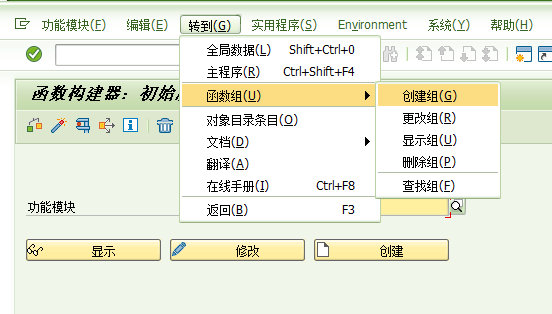 功能模块(F) 编辑(E) 转到(G) 实用程序(S) Environment 系统(Y) 帮助(H)
全局数据(L) Shift+Ctrl+0
主程序(R) Ctrl+Shift+F4
函数构建器：初始
函数组(U) 创建组(G)
更改组(R)
对象目录条目(O)
显示组(U)
文档(D)
删除组(P)
翻译(A)
在线手册(I) Ctrl+F8
查找组(F)
功能模块
返回(B) F3
显示 修改 创建